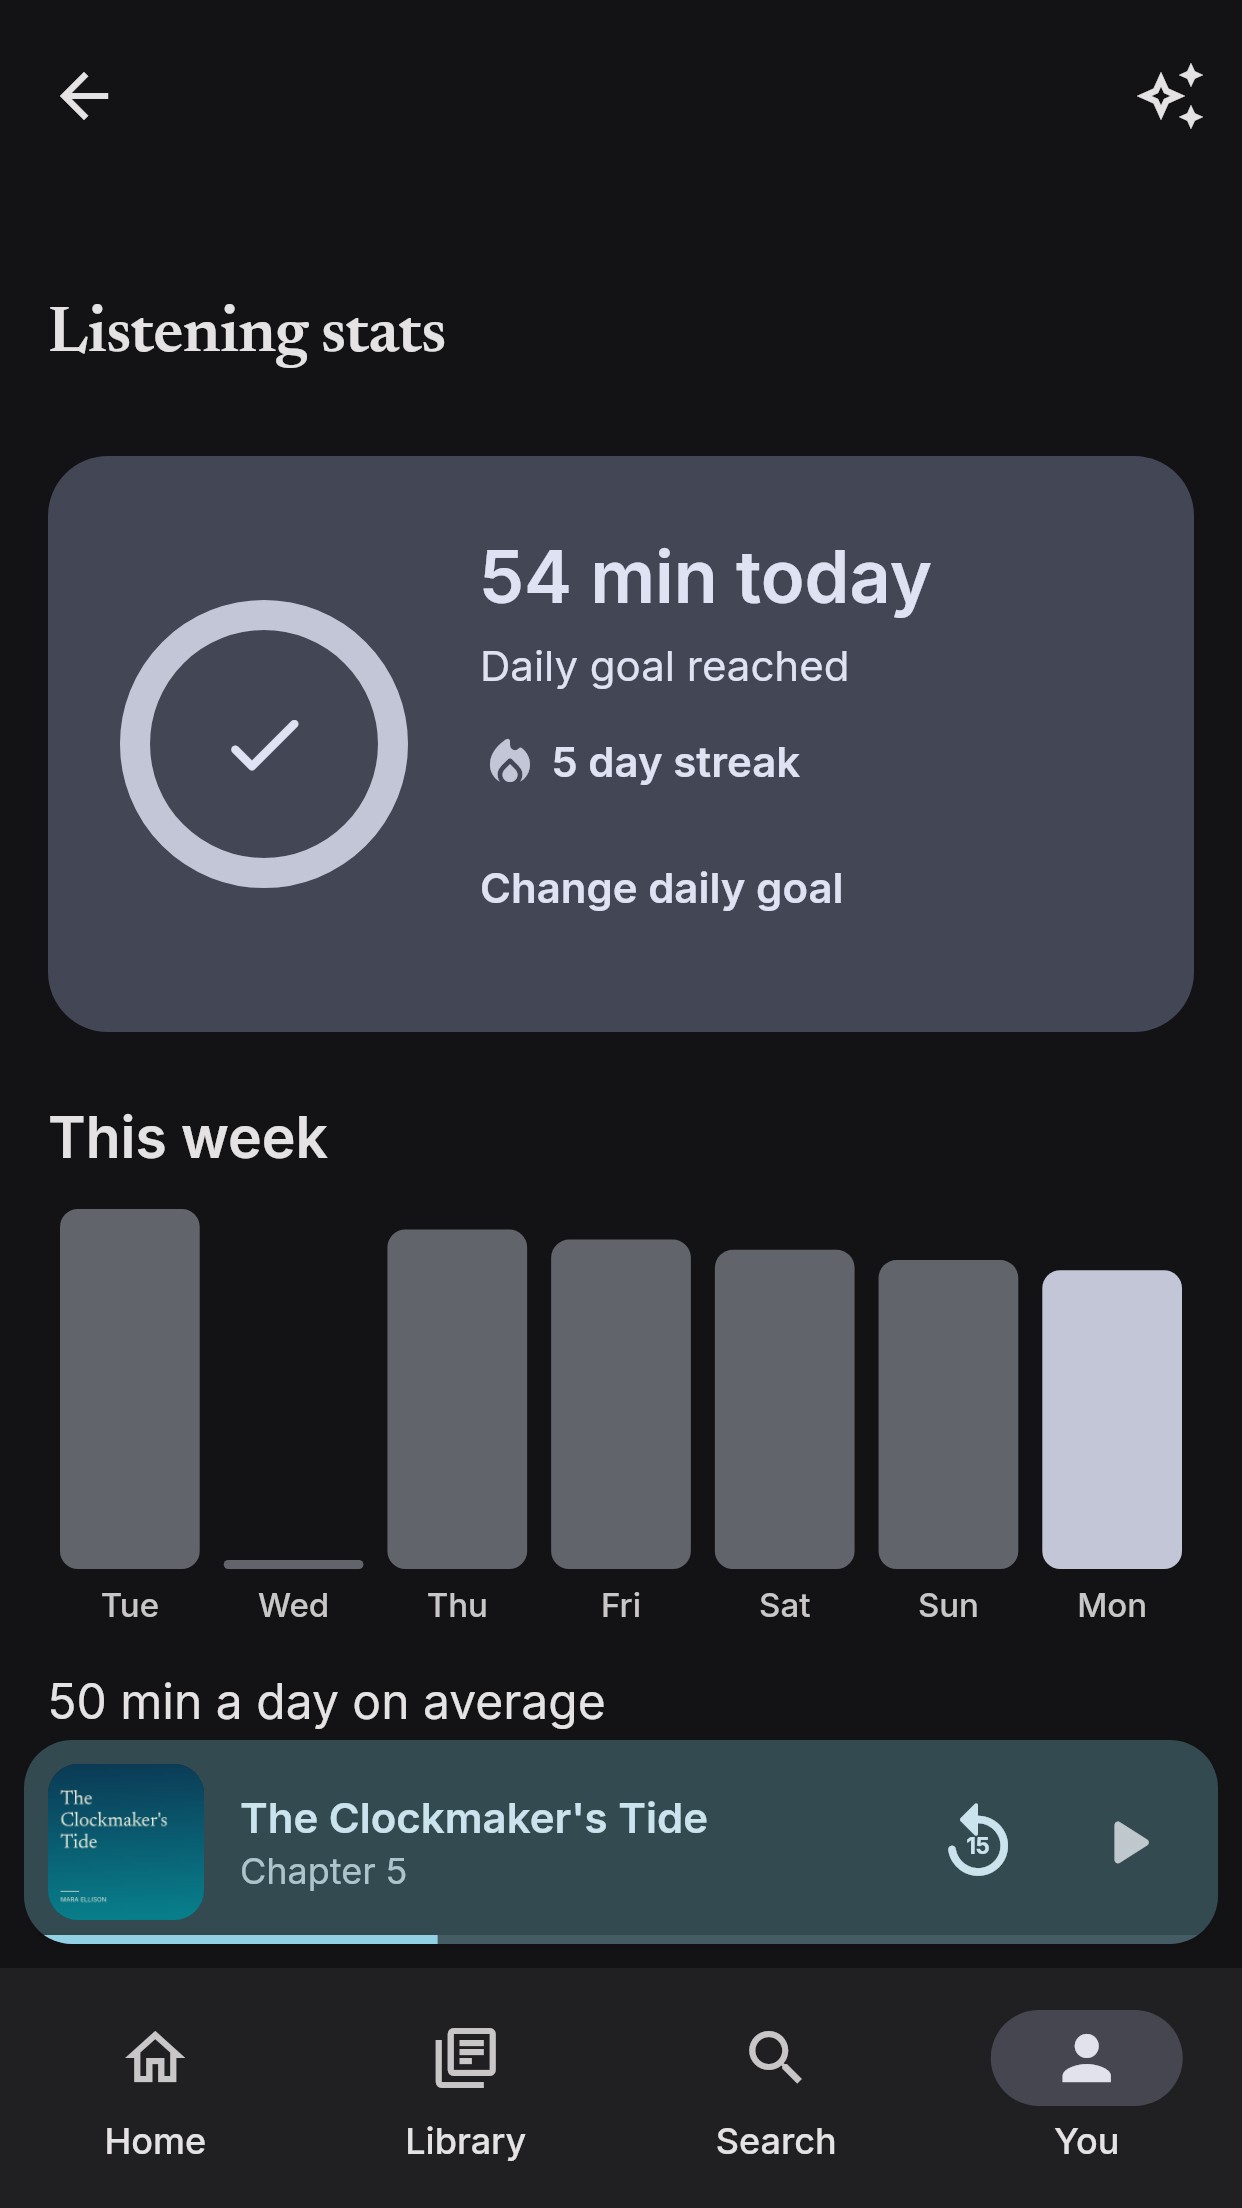 Listening stats
54 min today
Daily goal reached
5 day streak
Change daily goal
This week
Tue
Wed
Thu
Fri
Sat
Sun
Mon
50 min a day on average
The
Clockmaker's
Tide
MARA ELLISON
The Clockmaker's Tide
Chapter 5
15
Home
Library
Search
You